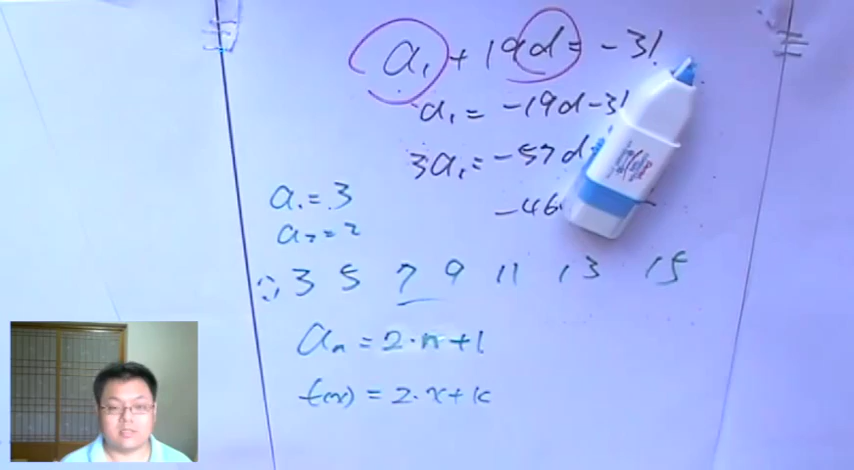 a₁ + 19d = -31
a₁ = -19d-31
3a₁ = -57d
-46
a₁ = 3
a₇ = ?
3 5 7 9 11 13 15
aₙ = 2·n+1
f(x) = 2·x+k